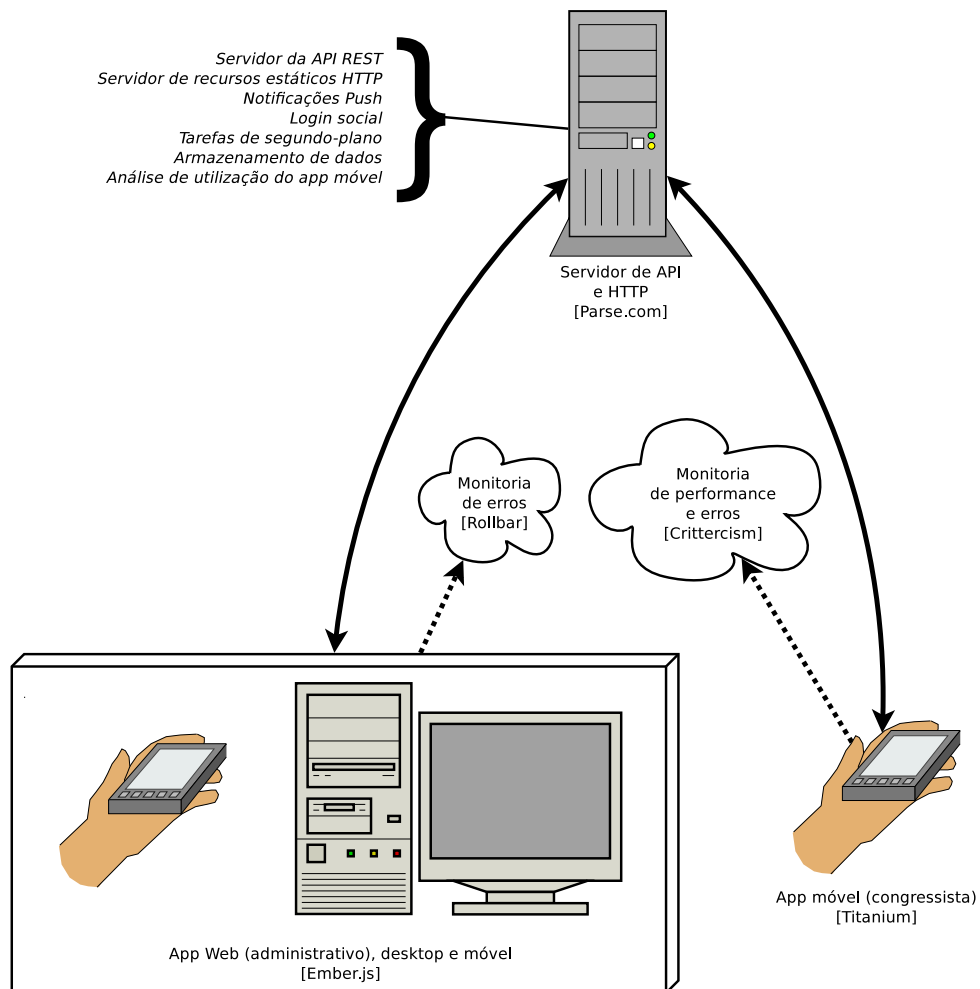 Servidor da API REST
Servidor de recursos estáticos HTTP
Notificações Push
Login social
Tarefas de segundo-plano
Armazenamento de dados
Análise de utilização do app móvel
Servidor de API
e HTTP
[Parse.com]
Monitoria
de erros
[Rollbar]
Monitoria
de performance
e erros
[Crittercism]
App Web (administrativo), desktop e móvel
[Ember.js]
App móvel (congressista)
[Titanium]